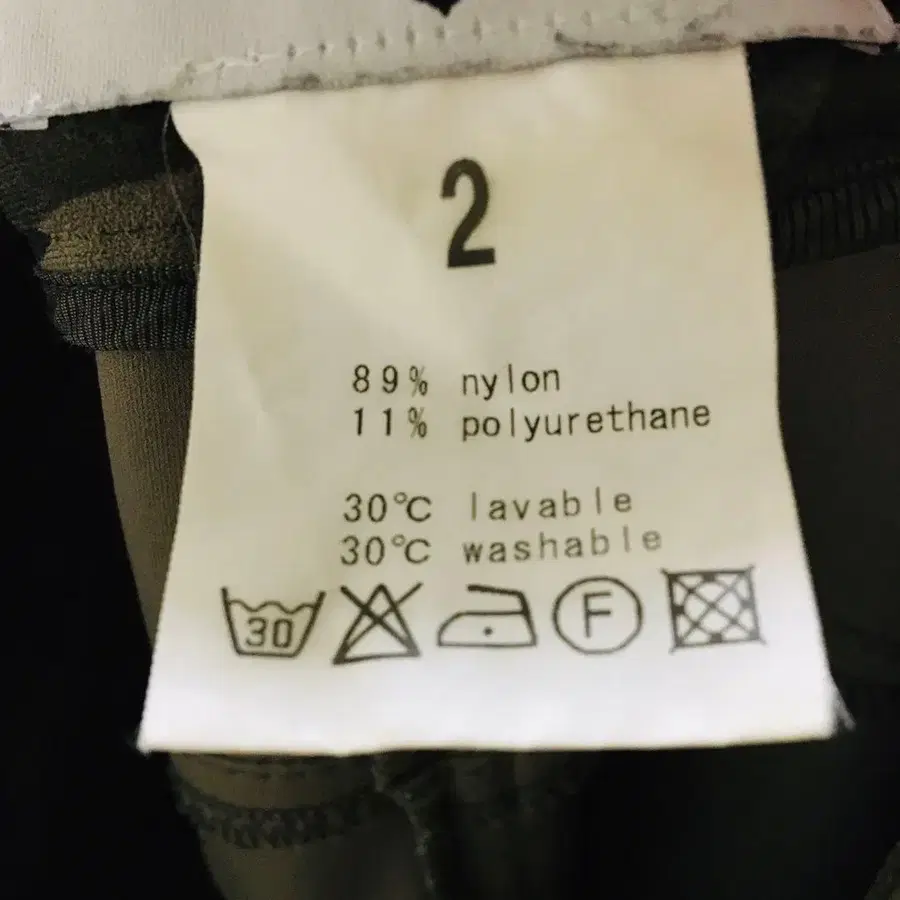 2
89% nylon
11% polyurethane
30℃ lavable
30℃ washable
30 F